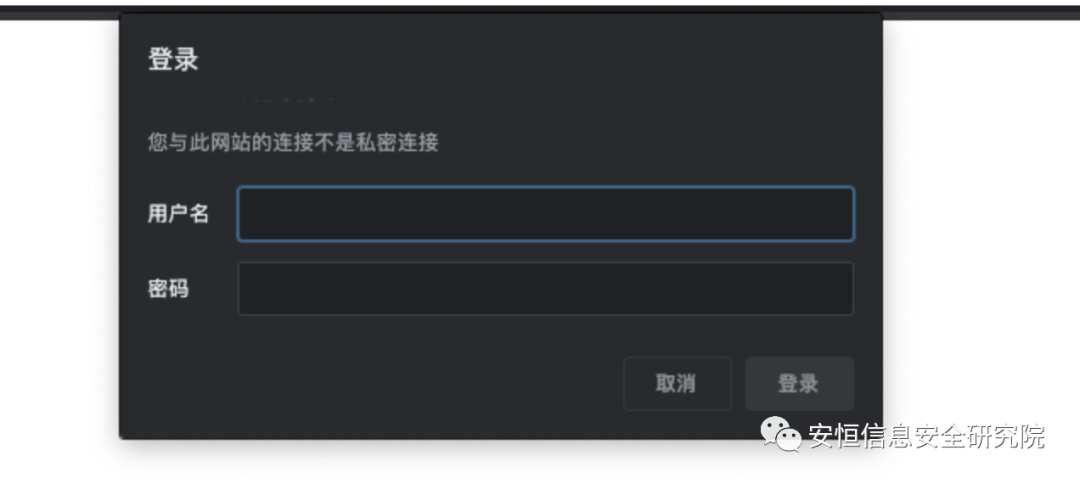 登录
您与此网站的连接不是私密连接
用户名
密码
取消
登录
安恒信息安全研究院